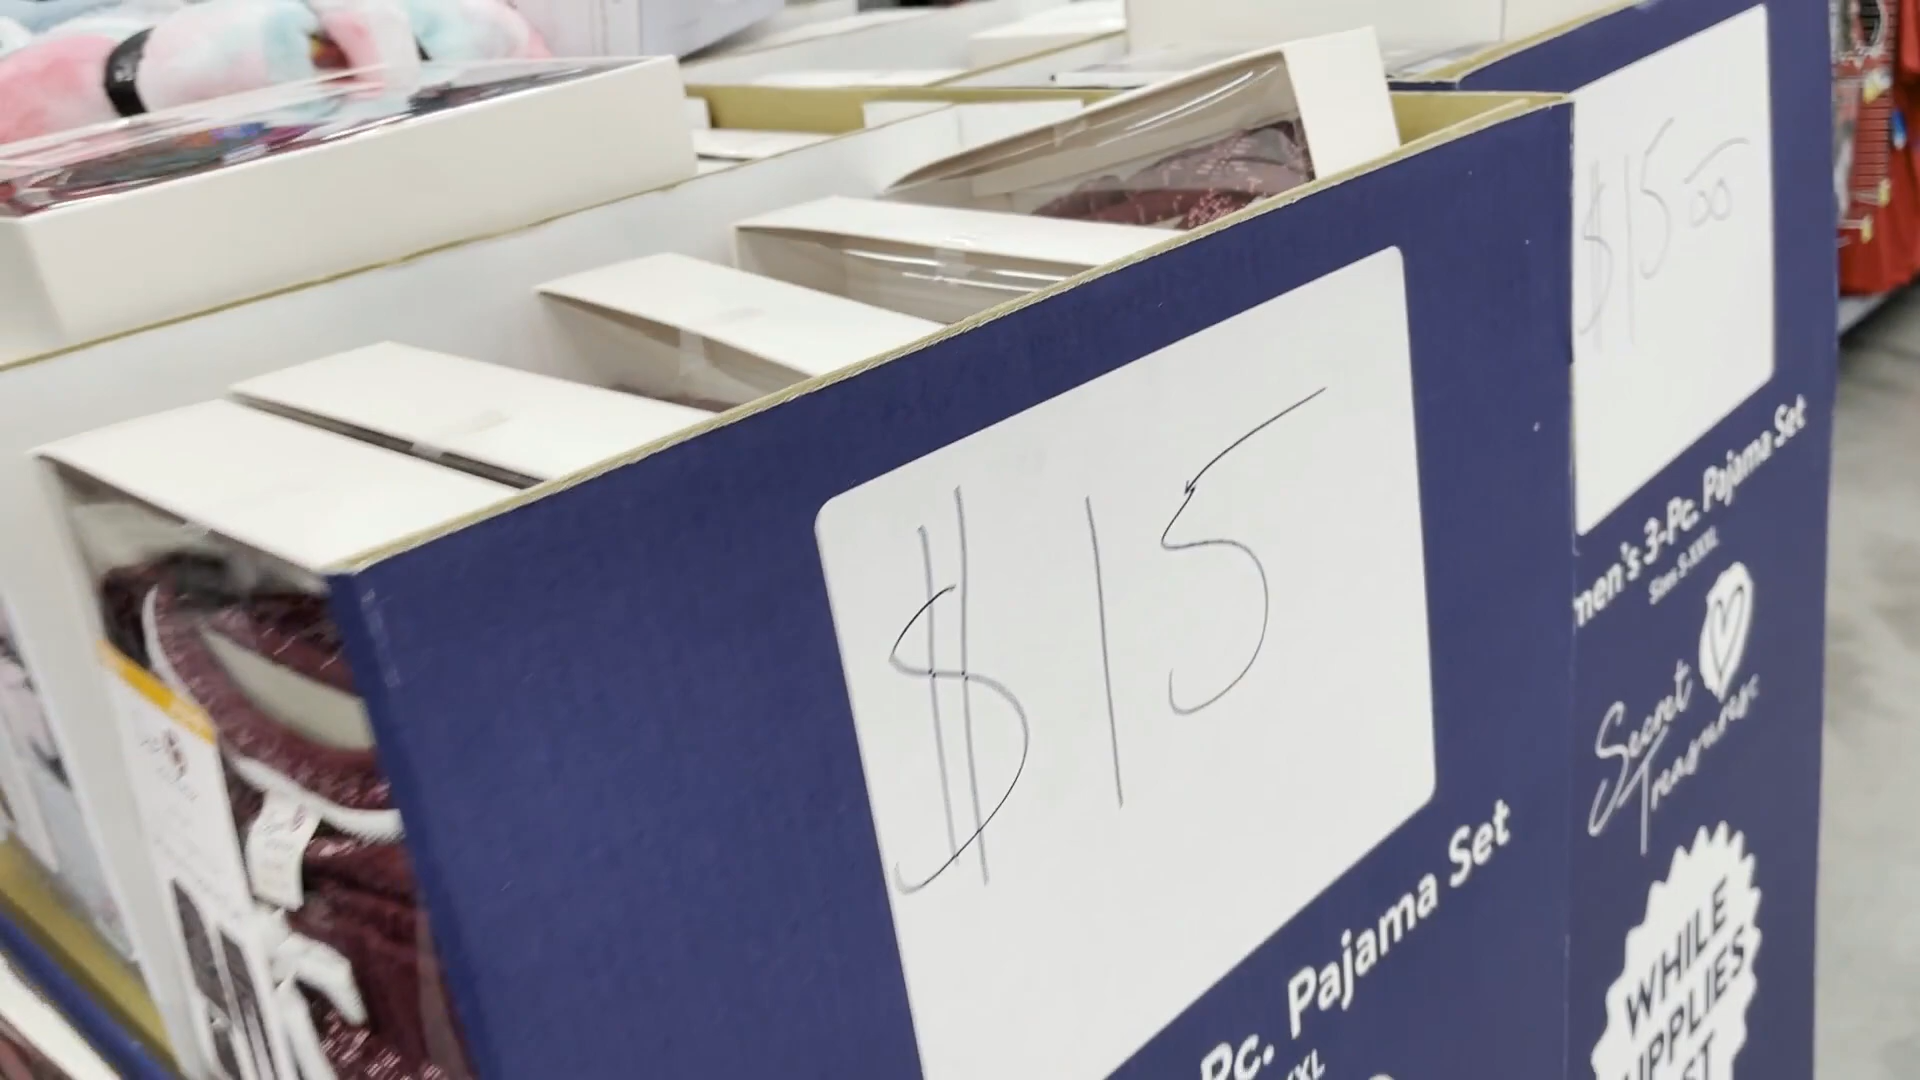 $15
Pc. Pajama Set
XL
$15.00
men's 3-Pc. Pajama Set
Sizes S-XXXL
Secret
Treasures
WHILE
UPPLIES
ST